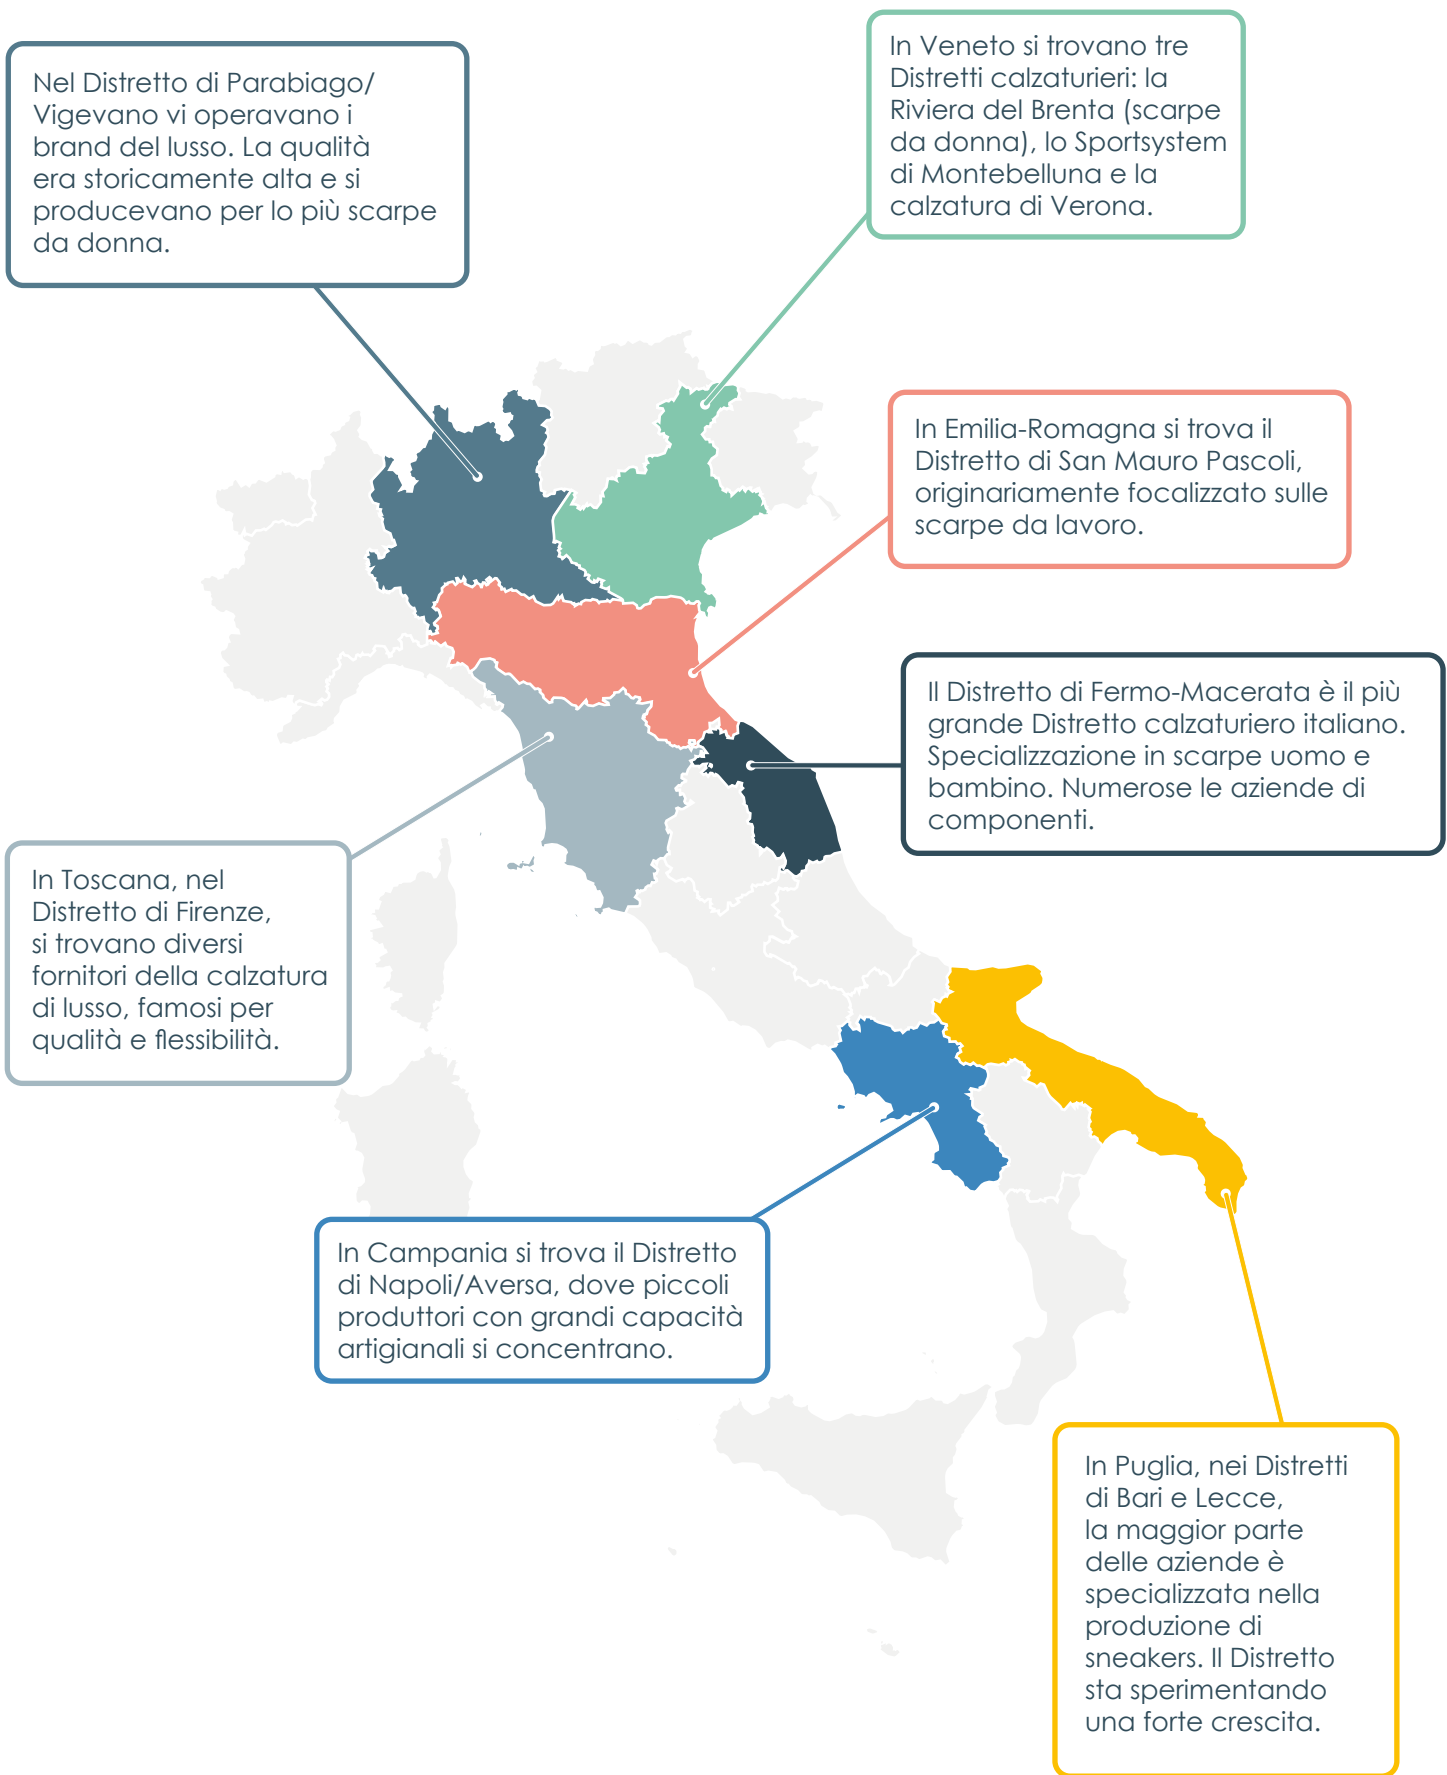 Nel Distretto di Parabiago/
Vigevano vi operavano i
brand del lusso. La qualità
era storicamente alta e si
producevano per lo più scarpe
da donna.
In Veneto si trovano tre
Distretti calzaturieri: la
Riviera del Brenta (scarpe
da donna), lo Sportsystem
di Montebelluna e la
calzatura di Verona.
In Emilia-Romagna si trova il
Distretto di San Mauro Pascoli,
originariamente focalizzato sulle
scarpe da lavoro.
Il Distretto di Fermo-Macerata è il più
grande Distretto calzaturiero italiano.
Specializzazione in scarpe uomo e
bambino. Numerose le aziende di
componenti.
In Toscana, nel
Distretto di Firenze,
si trovano diversi
fornitori della calzatura
di lusso, famosi per
qualità e flessibilità.
In Campania si trova il Distretto
di Napoli/Aversa, dove piccoli
produttori con grandi capacità
artigianali si concentrano.
In Puglia, nei Distretti
di Bari e Lecce,
la maggior parte
delle aziende è
specializzata nella
produzione di
sneakers. Il Distretto
sta sperimentando
una forte crescita.